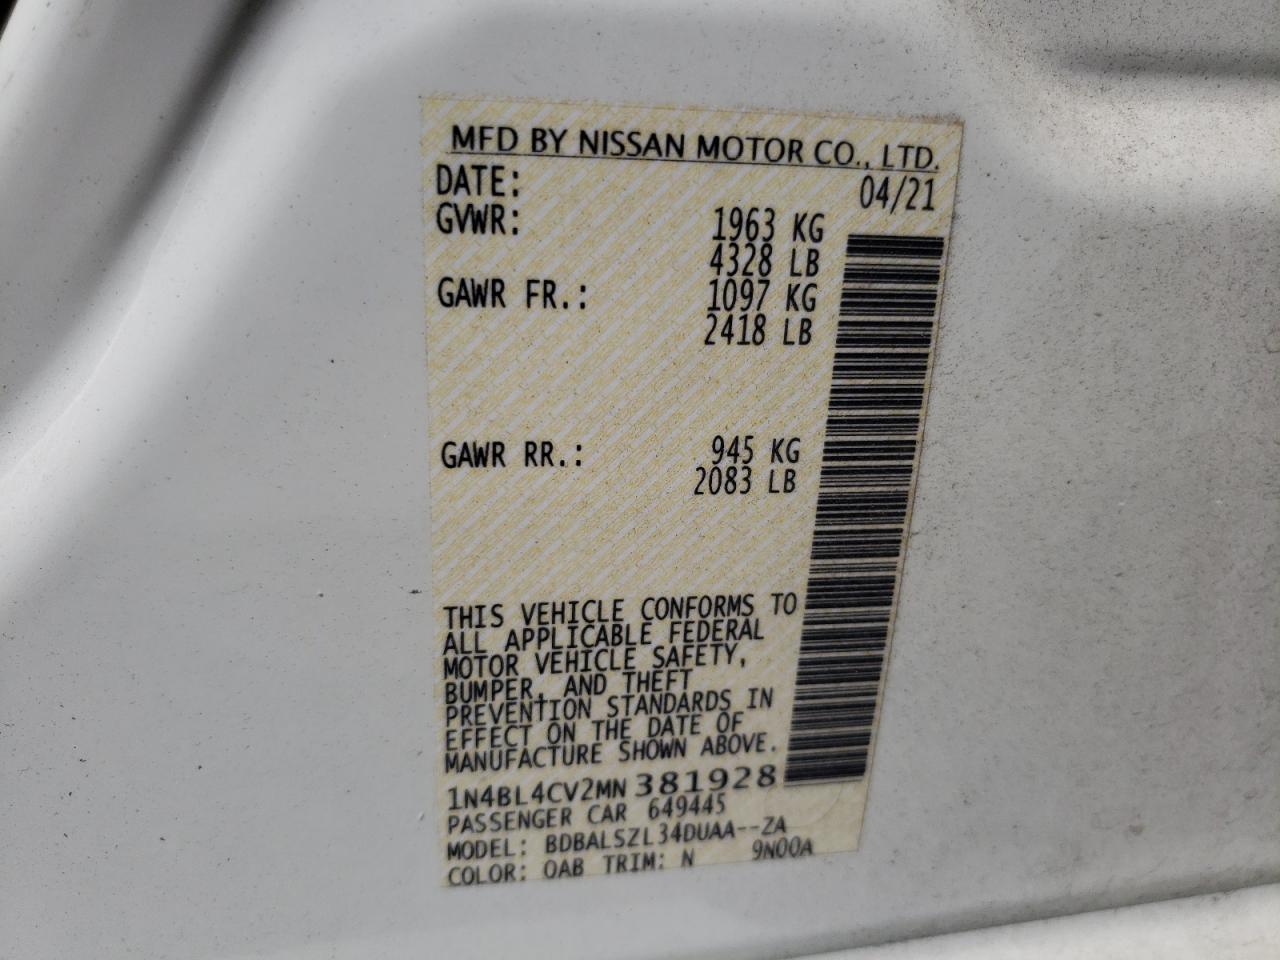 MFD BY NISSAN MOTOR CO., LTD.
DATE: 04/21
GVWR: 1963 KG
4328 LB
GAWR FR.: 1097 KG
2418 LB
GAWR RR.: 945 KG
2083 LB
THIS VEHICLE CONFORMS TO
ALL APPLICABLE FEDERAL
MOTOR VEHICLE SAFETY,
BUMPER, AND THEFT
PREVENTION STANDARDS IN
EFFECT ON THE DATE OF
MANUFACTURE SHOWN ABOVE.
1N4BL4CV2MN381928
PASSENGER CAR 649445
MODEL: BDBALSZL34DUAA--ZA
COLOR: QAB TRIM: N 9N00A